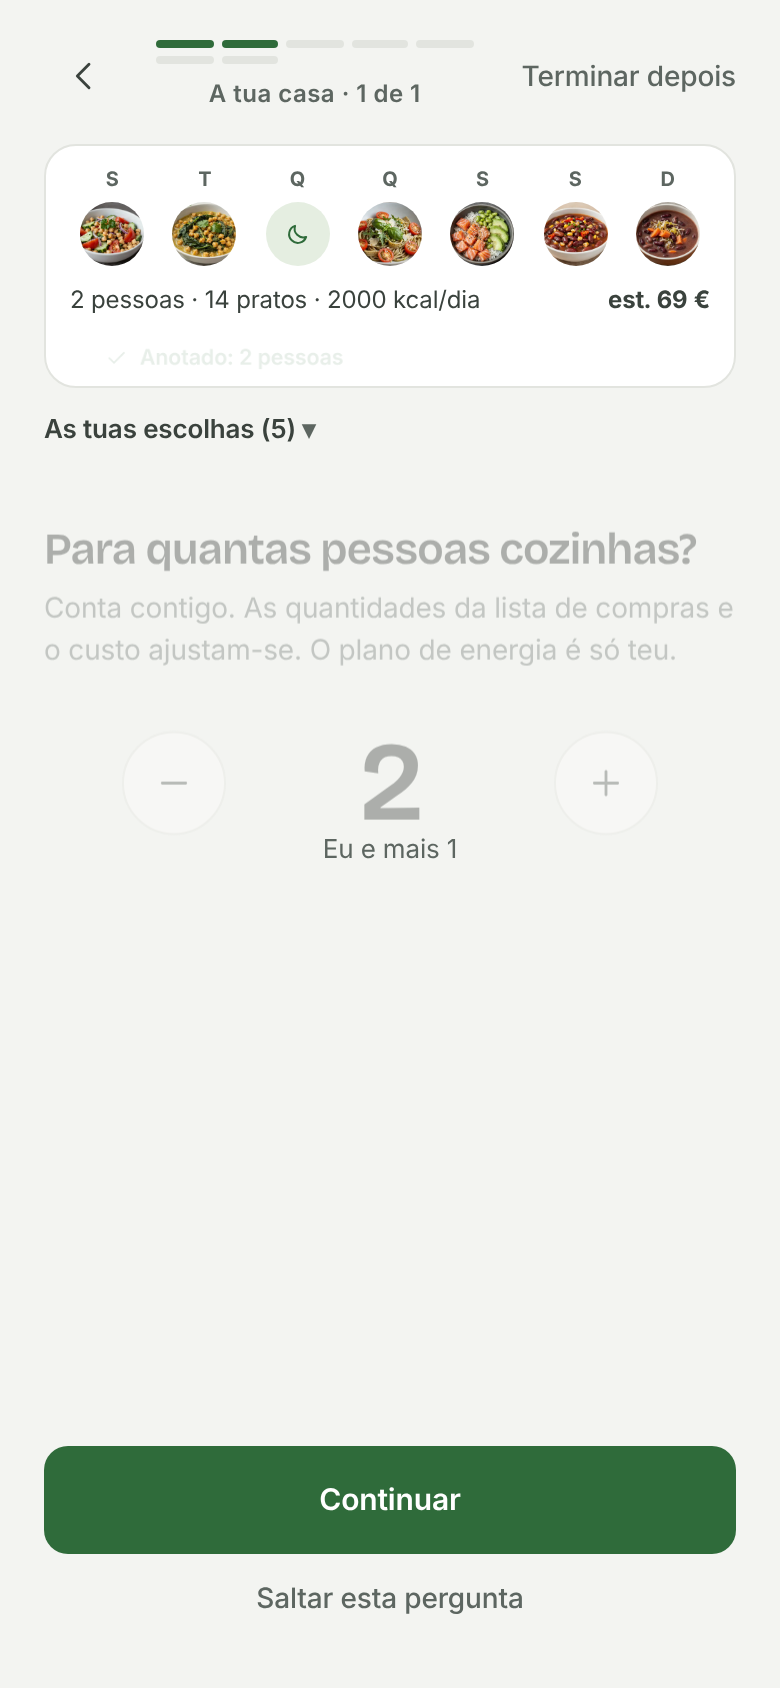 A tua casa · 1 de 1
Terminar depois
S T Q Q S S D
2 pessoas · 14 pratos · 2000 kcal/dia est. 69 €
Anotado: 2 pessoas
As tuas escolhas (5) ▾
Para quantas pessoas cozinhas?
Conta contigo. As quantidades da lista de compras e
o custo ajustam-se. O plano de energia é só teu.
2
Eu e mais 1
Continuar
Saltar esta pergunta